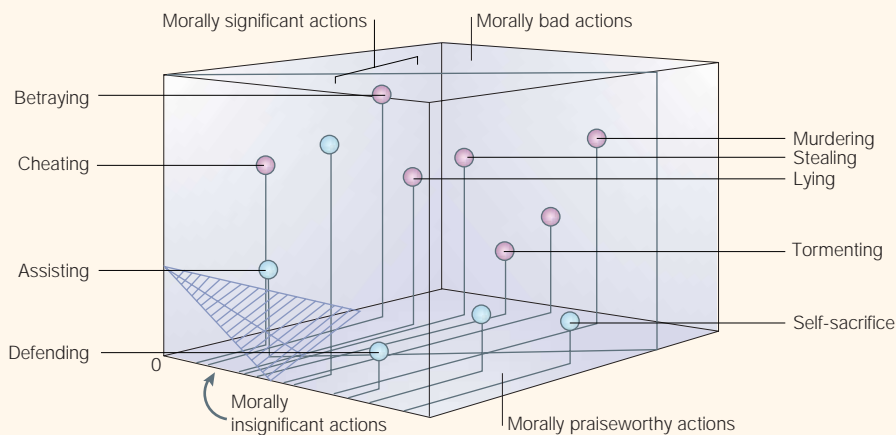 Morally significant actions
Morally bad actions
Betraying
Cheating
Assisting
Defending
0
Murdering
Stealing
Lying
Tormenting
Self-sacrifice
Morally
insignificant actions
Morally praiseworthy actions